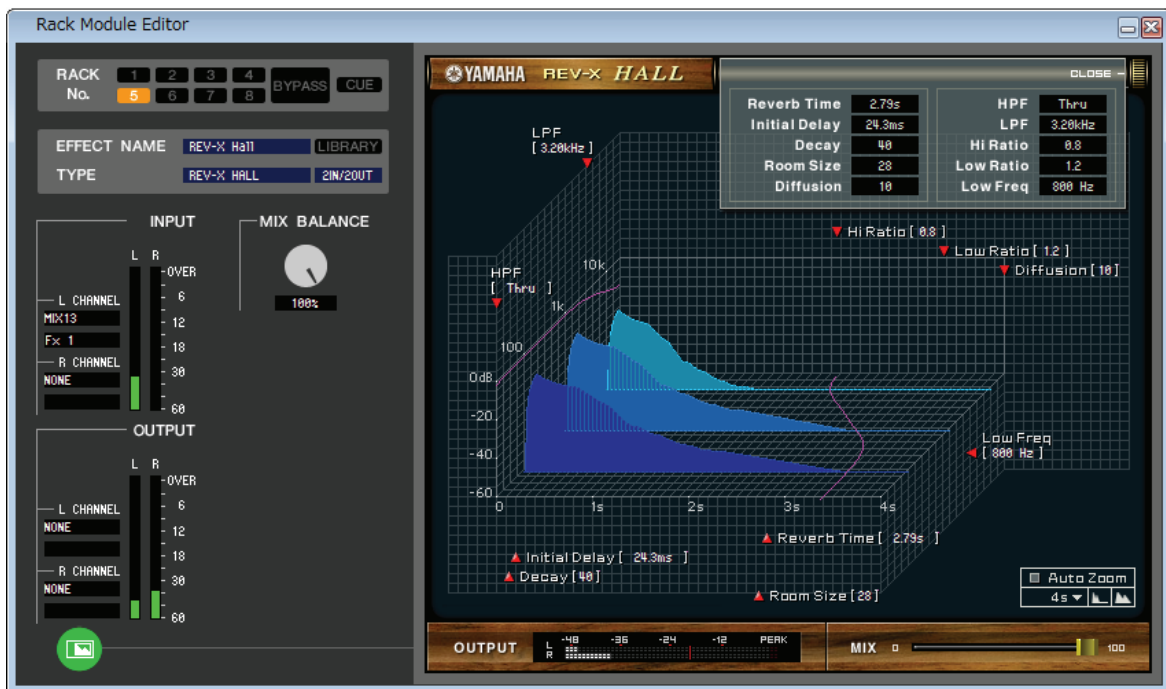 Rack Module Editor
RACK No.
1 2 3 4
5 6 7 8
BYPASS
CUE
EFFECT NAME REV-X Hall LIBRARY
TYPE REV-X HALL 2IN/2OUT
INPUT
L R
OVER
6
12
18
30
60
L CHANNEL
MIX13
Fx 1
R CHANNEL
NONE
MIX BALANCE
100%
OUTPUT
L R
OVER
6
12
18
30
60
L CHANNEL
NONE
R CHANNEL
NONE
YAMAHA REV-X HALL
CLOSE -
Reverb Time 2.79s
Initial Delay 24.3ms
Decay 40
Room Size 28
Diffusion 10
HPF Thru
LPF 3.20kHz
Hi Ratio 0.8
Low Ratio 1.2
Low Freq 800 Hz
LPF
[ 3.20kHz ]
Hi Ratio [ 0.8 ]
Low Ratio [ 1.2 ]
Diffusion [ 10 ]
HPF
[ Thru ]
10k
1k
100
0dB
-20
-40
-60
0 1s 2s 3s 4s
Low Freq
[ 800 Hz ]
Reverb Time [ 2.79s ]
Initial Delay [ 24.3ms ]
Decay [40]
Room Size [28]
Auto Zoom
4s
OUTPUT
L
R
-48 -36 -24 -12 PEAK
MIX 0 100